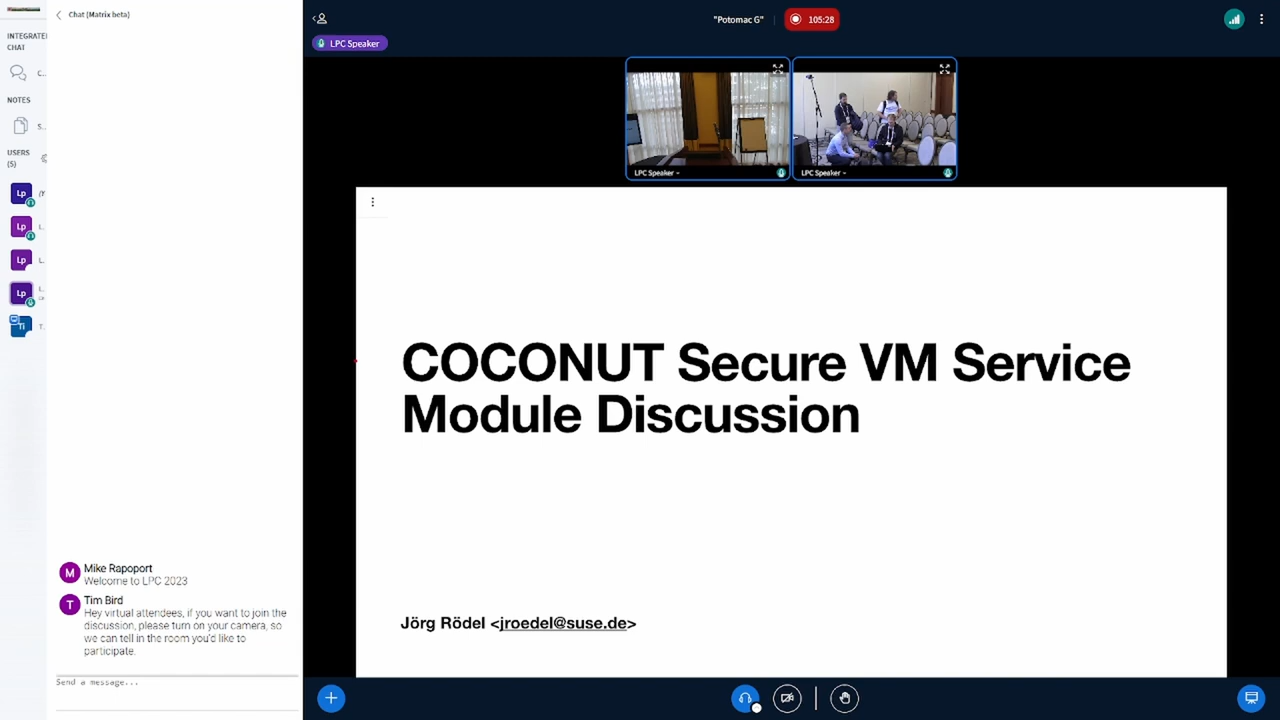 Chat (Matrix beta)
INTEGRATE
CHAT
C...
NOTES
S...
USERS
(5)
Lp
Lp
L...
Lp
L...
Lp
L...
Ti
T...
Mike Rapoport
M
Welcome to LPC 2023
Tim Bird
T
Hey virtual attendees, if you want to join the
discussion, please turn on your camera, so
we can tell in the room you'd like to
participate.
Send a message...
"Potomac G"
105:28
LPC Speaker
LPC Speaker
LPC Speaker
COCONUT Secure VM Service
Module Discussion
Jörg Rödel <jroedel@suse.de>